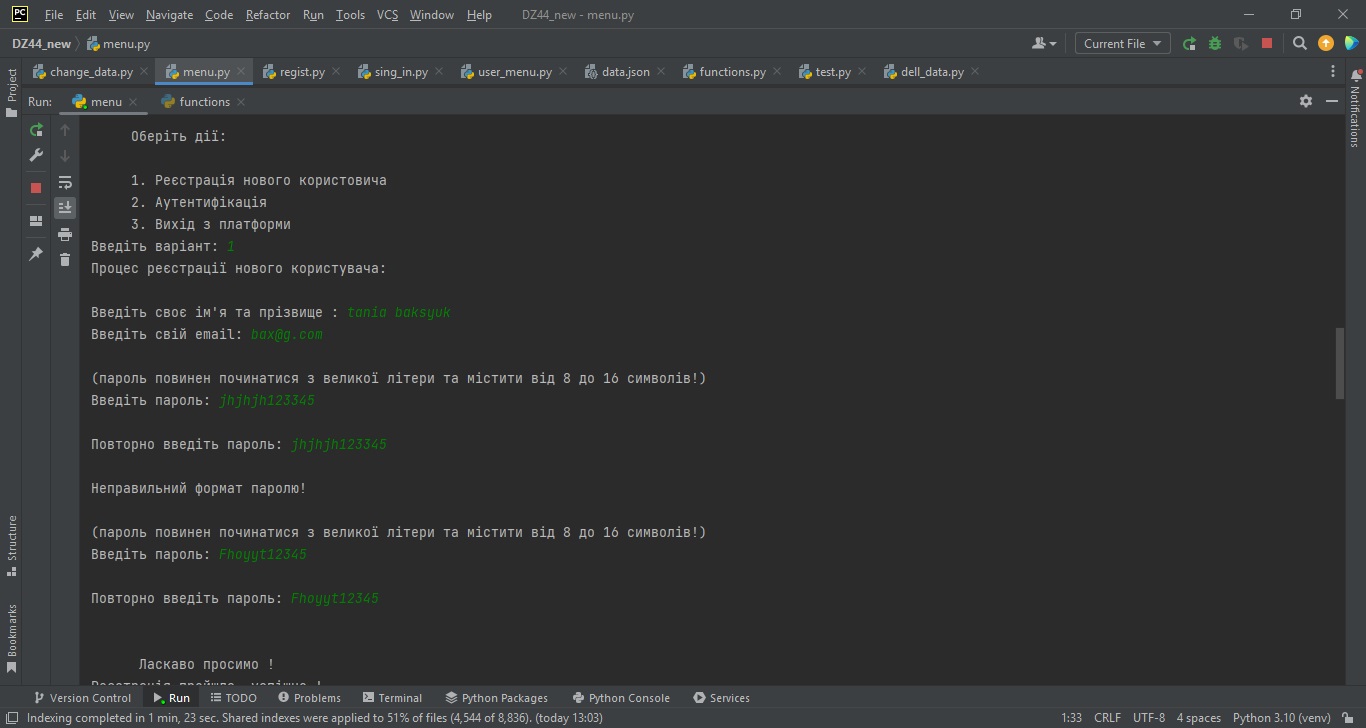 PC File Edit View Navigate Code Refactor Run Tools VCS Window Help DZ44_new - menu.py
DZ44_new menu.py Current File
change_data.py menu.py regist.py sing_in.py user_menu.py data.json functions.py test.py dell_data.py
Run: menu functions
Project
Notifications
Оберіть дії:
1. Реєстрація нового користовича
2. Аутентифікація
3. Вихід з платформи
Введіть варіант: 1
Процес реєстрації нового користувача:
Введіть своє ім'я та прізвище : tania baksyuk
Введіть свій email: bax@g.com
(пароль повинен починатися з великої літери та містити від 8 до 16 символів!)
Введіть пароль: jhjhjh123345
Повторно введіть пароль: jhjhjh123345
Неправильний формат паролю!
(пароль повинен починатися з великої літери та містити від 8 до 16 символів!)
Введіть пароль: Fhoyyt12345
Повторно введіть пароль: Fhoyyt12345
Ласкаво просимо !
Structure
Bookmarks
Version Control Run TODO Problems Terminal Python Packages Python Console Services
Indexing completed in 1 min, 23 sec. Shared indexes were applied to 51% of files (4,544 of 8,836). (today 13:03) 1:33 CRLF UTF-8 4 spaces Python 3.10 (venv)